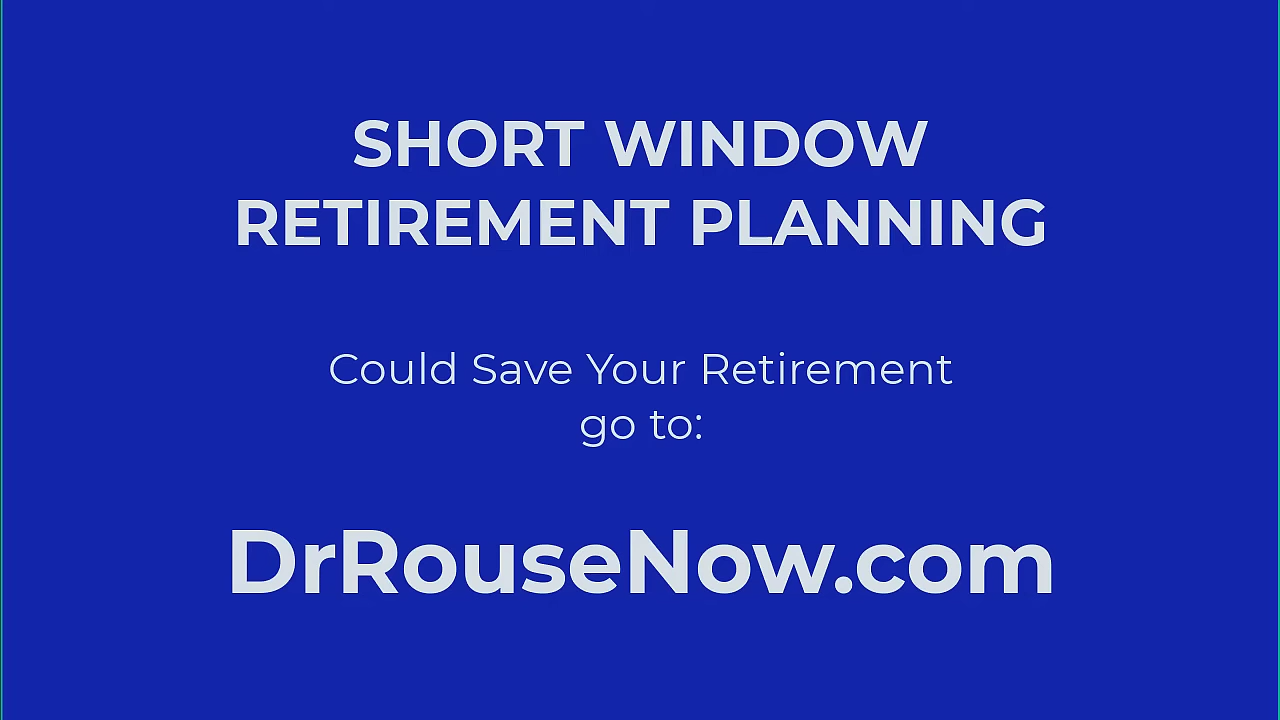 SHORT WINDOW
RETIREMENT PLANNING
Could Save Your Retirement
go to:
DrRouseNow.com